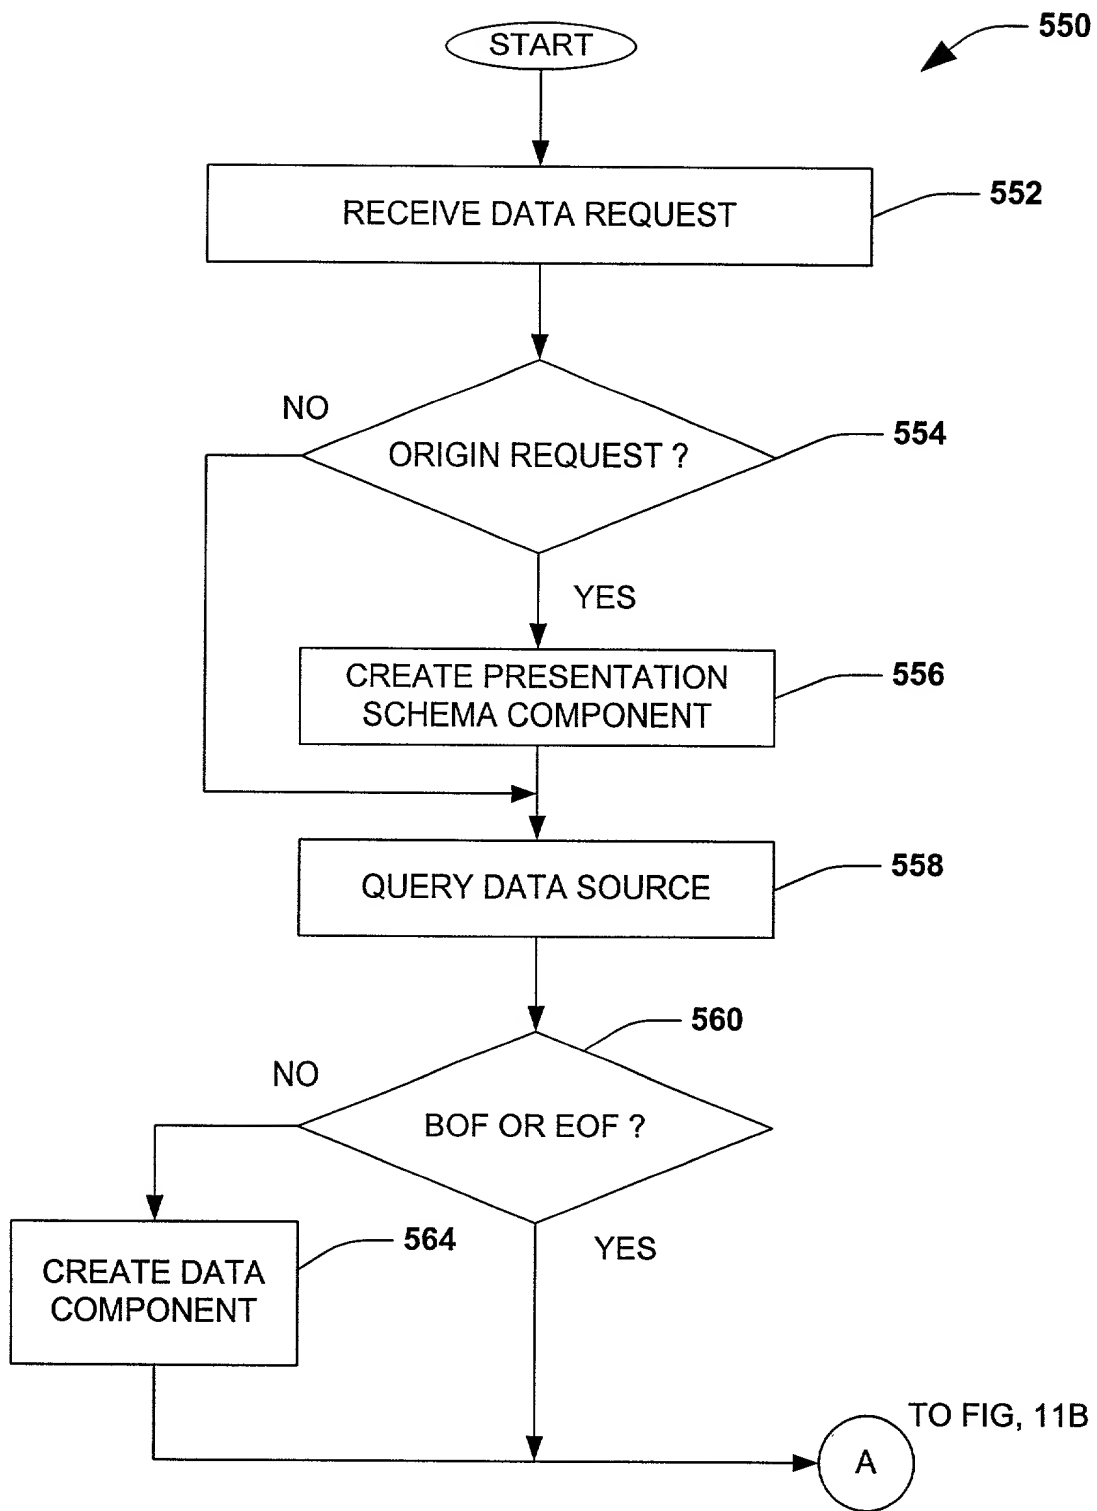 START
550
RECEIVE DATA REQUEST
552
NO
ORIGIN REQUEST ?
554
YES
CREATE PRESENTATION
SCHEMA COMPONENT
556
QUERY DATA SOURCE
558
560
NO
BOF OR EOF ?
YES
564
CREATE DATA
COMPONENT
TO FIG, 11B
A